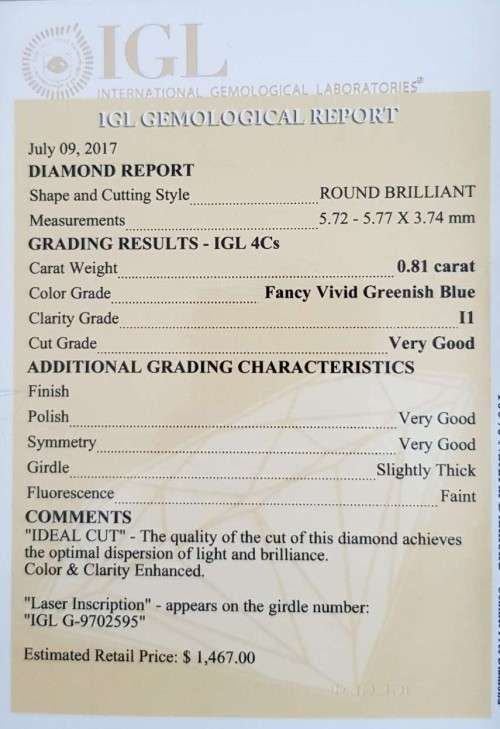 IGL
INTERNATIONAL GEMOLOGICAL LABORATORIES®
IGL GEMOLOGICAL REPORT
July 09, 2017
DIAMOND REPORT
Shape and Cutting Style ROUND BRILLIANT
Measurements 5.72 - 5.77 X 3.74 mm
GRADING RESULTS - IGL 4Cs
Carat Weight 0.81 carat
Color Grade Fancy Vivid Greenish Blue
Clarity Grade I1
Cut Grade Very Good
ADDITIONAL GRADING CHARACTERISTICS
Finish
Polish Very Good
Symmetry Very Good
Girdle Slightly Thick
Fluorescence Faint
COMMENTS
"IDEAL CUT" - The quality of the cut of this diamond achieves
the optimal dispersion of light and brilliance.
Color & Clarity Enhanced.
"Laser Inscription" - appears on the girdle number:
"IGL G-9702595"
Estimated Retail Price: $ 1,467.00